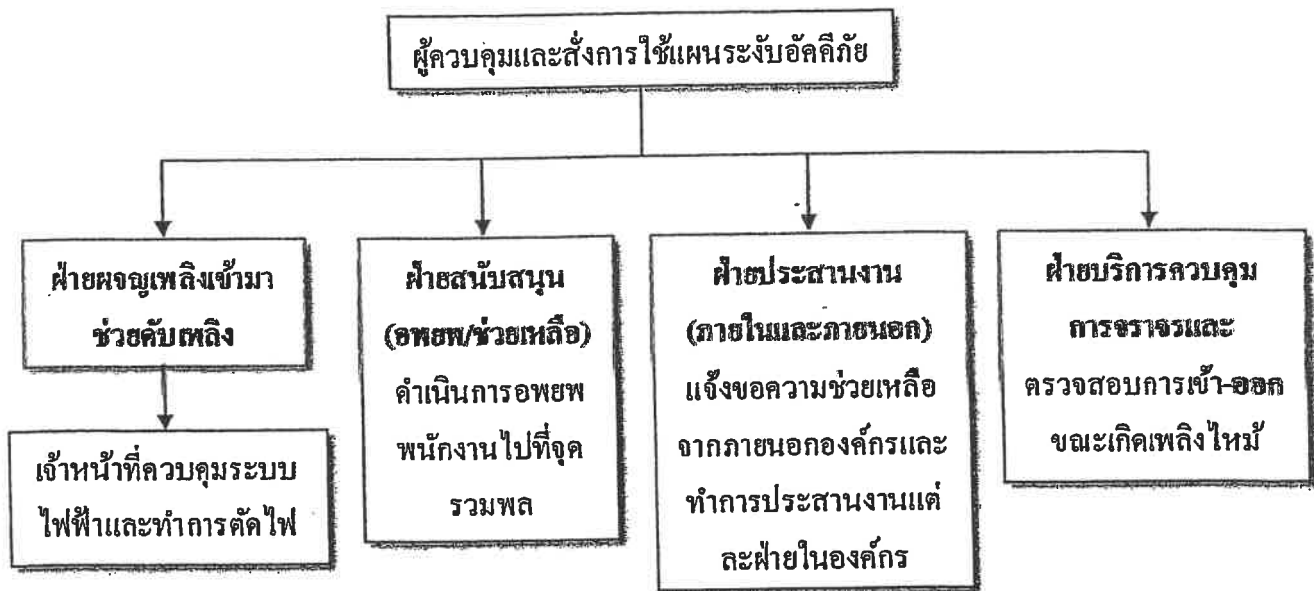 ผู้ควบคุมและสั่งการใช้แผนระงับอัคคีภัย
ฝ่ายผจญเพลิงเข้ามา
ช่วยดับเพลิง
เจ้าหน้าที่ควบคุมระบบ
ไฟฟ้าและทำการตัดไฟ
ฝ่ายสนับสนุน
(อพยพ/ช่วยเหลือ)
ดำเนินการอพยพ
พนักงานไปที่จุด
รวมพล
ฝ่ายประสานงาน
(ภายในและภายนอก)
แจ้งขอความช่วยเหลือ
จากภายนอกองค์กรและ
ทำการประสานงานแต่
ละฝ่ายในองค์กร
ฝ่ายบริการควบคุม
การจราจรและ
ตรวจสอบการเข้า-ออก
ขณะเกิดเพลิงไหม้